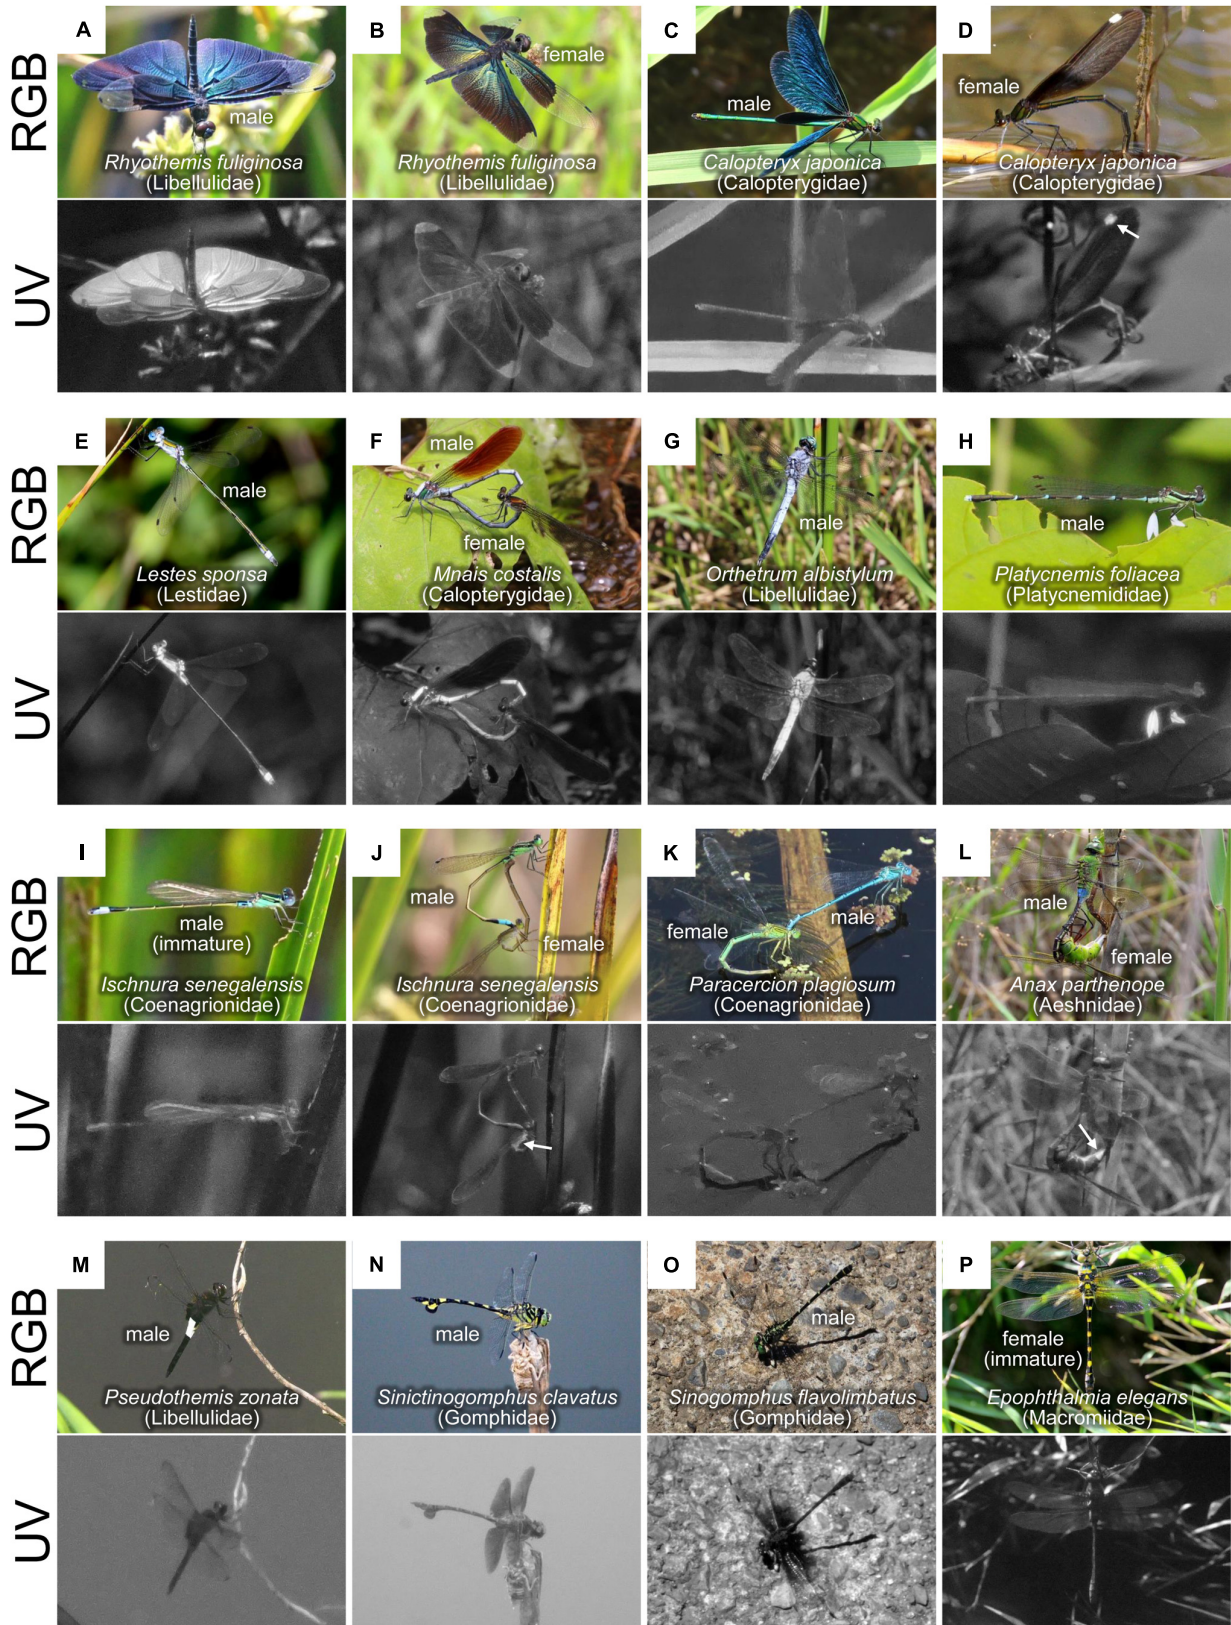 RGB
A
male
Rhyothemis fuliginosa
(Libellulidae)
B
female
Rhyothemis fuliginosa
(Libellulidae)
C
male
Calopteryx japonica
(Calopterygidae)
D
female
Calopteryx japonica
(Calopterygidae)
UV
RGB
E
male
Lestes sponsa
(Lestidae)
F
male
female
Mnais costalis
(Calopterygidae)
G
male
Orthetrum albistylum
(Libellulidae)
H
male
Platycnemis foliacea
(Platycnemididae)
UV
RGB
I
male
(immature)
Ischnura senegalensis
(Coenagrionidae)
J
male
female
Ischnura senegalensis
(Coenagrionidae)
K
female
male
Paracercion plagiosum
(Coenagrionidae)
L
male
female
Anax parthenope
(Aeshnidae)
UV
RGB
M
male
Pseudothemis zonata
(Libellulidae)
N
male
Sinictinogomphus clavatus
(Gomphidae)
O
male
Sinogomphus flavolimbatus
(Gomphidae)
P
female
(immature)
Epophthalmia elegans
(Macromiidae)
UV